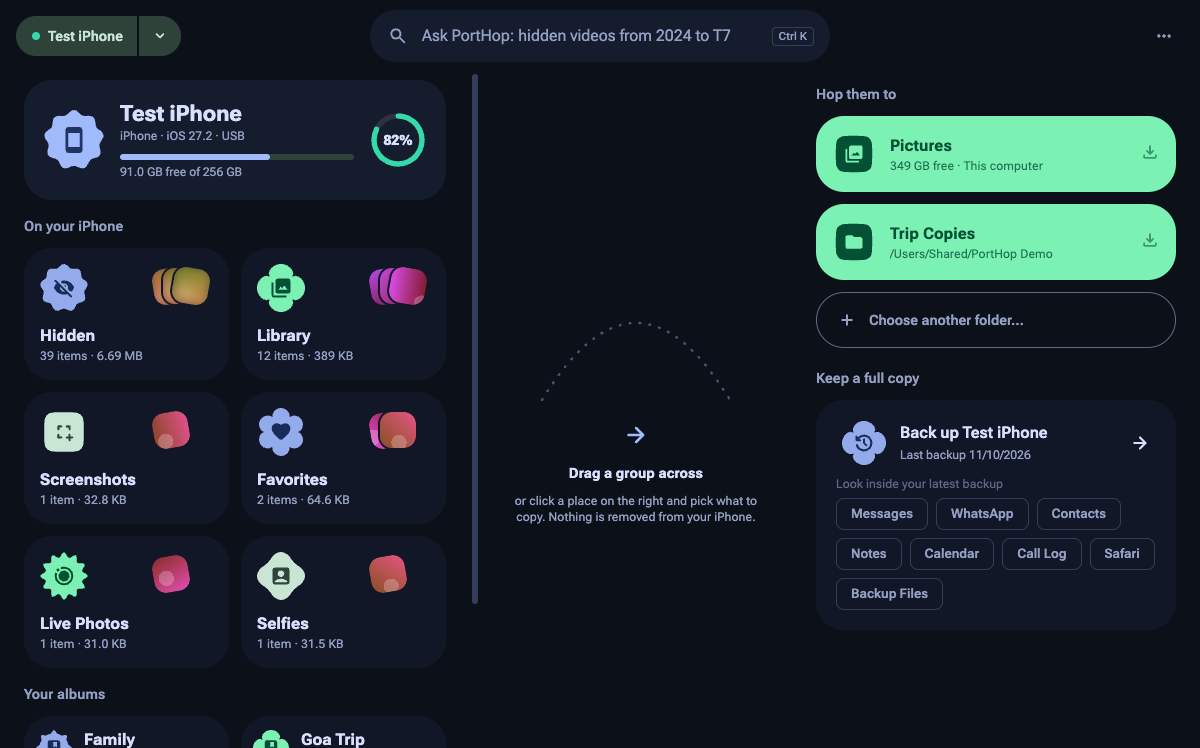 Test iPhone
Ask PortHop: hidden videos from 2024 to T7
Ctrl K
Test iPhone
iPhone · iOS 27.2 · USB
91.0 GB free of 256 GB
82%
On your iPhone
Hidden
39 items · 6.69 MB
Library
12 items · 389 KB
Screenshots
1 item · 32.8 KB
Favorites
2 items · 64.6 KB
Live Photos
1 item · 31.0 KB
Selfies
1 item · 31.5 KB
Your albums
Family
Goa Trip
Drag a group across
or click a place on the right and pick what to
copy. Nothing is removed from your iPhone.
Hop them to
Pictures
349 GB free · This computer
Trip Copies
/Users/Shared/PortHop Demo
Choose another folder...
Keep a full copy
Back up Test iPhone
Last backup 11/10/2026
Look inside your latest backup
Messages
WhatsApp
Contacts
Notes
Calendar
Call Log
Safari
Backup Files